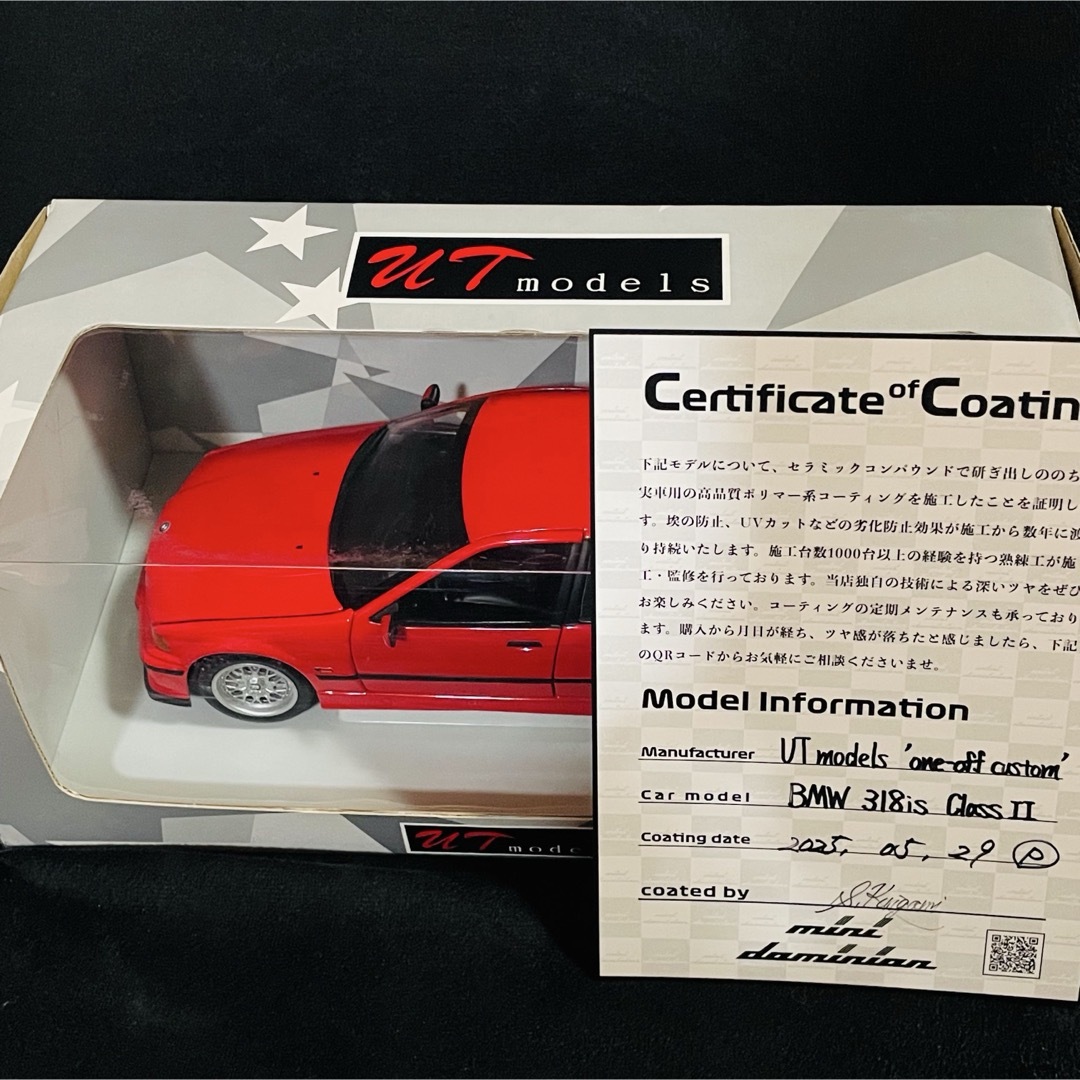 UT models
Certificate of Coatin
下記モデルについて、セラミックコンパウンドで研ぎ出しののち
実車用の高品質ポリマー系コーティングを施工したことを証明し
す。埃の防止、UVカットなどの劣化防止効果が施工から数年に渡
り持続いたします。施工台数1000台以上の経験を持つ熟練工が施
工・監修を行っております。当店独自の技術による深いツヤをぜひ
お楽しみください。コーティングの定期メンテナンスも承っており
ます。購入から月日が経ち、ツヤ感が落ちたと感じましたら、下記
のQRコードからお気軽にご相談くださいませ。
Model Information
Manufacturer UT models 'one-off custom'
Car model BMW 318is Class II
Coating date 2025. 05. 29 P
coated by S.Kaigami
mini
daminian
UT mode